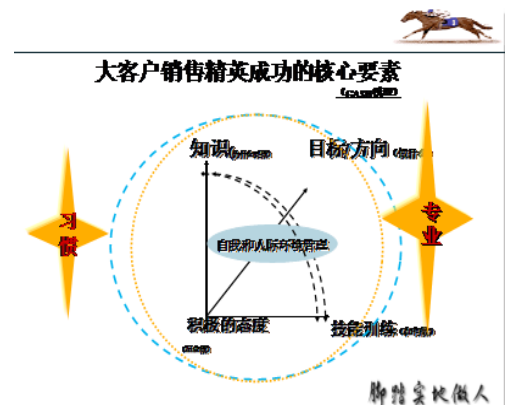 大客户销售精英成功的核心要素
知识
目标/方向
习惯
专业
自我和人际环境管理
积极的态度
技能训练
脚踏实地做人